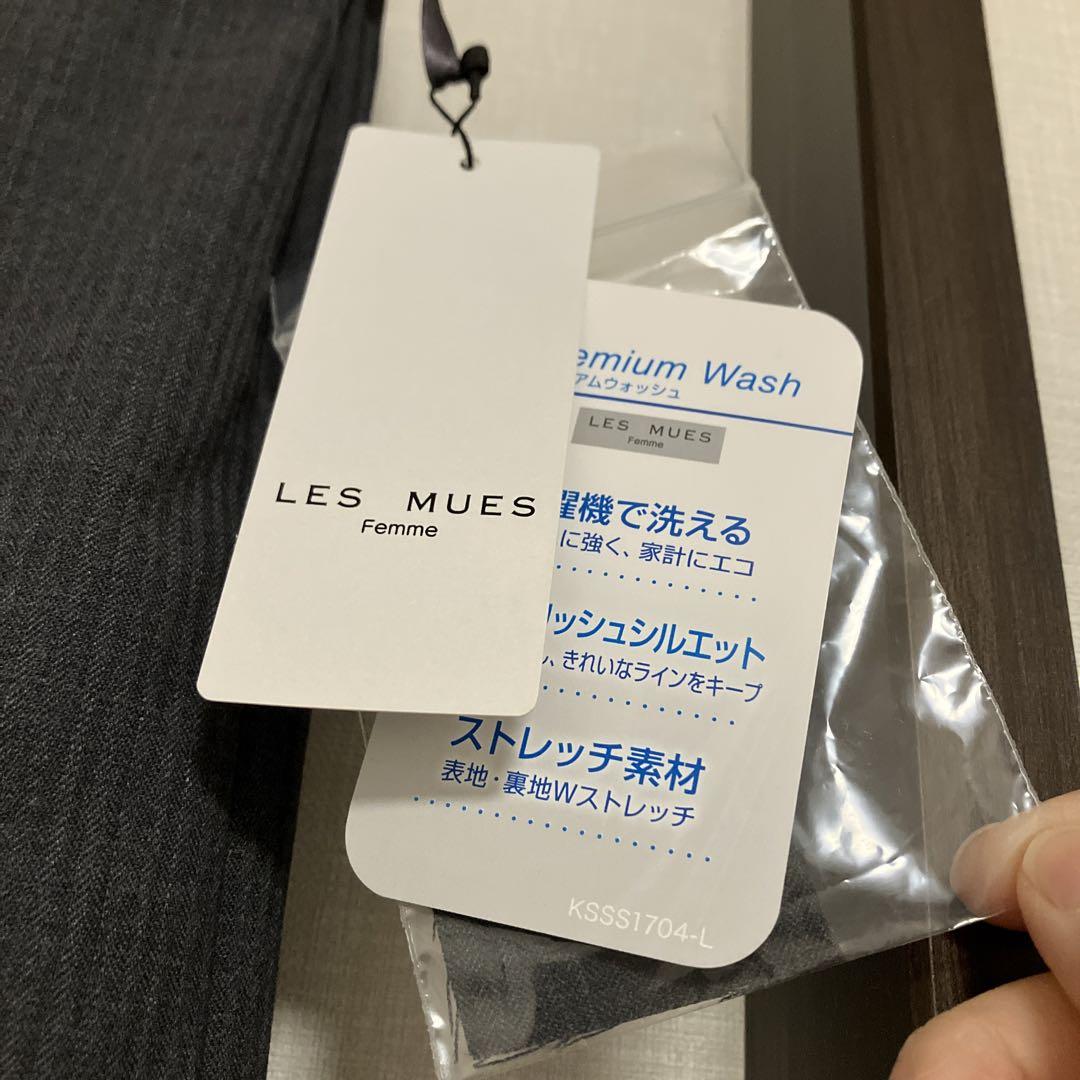 LES MUES
Femme
emium Wash
アムウォッシュ
LES MUES
Femme
濯機で洗える
に強く、家計にエコ
リッシュシルエット
、きれいなラインをキープ
ストレッチ素材
表地・裏地Wストレッチ
KSSS1704-L